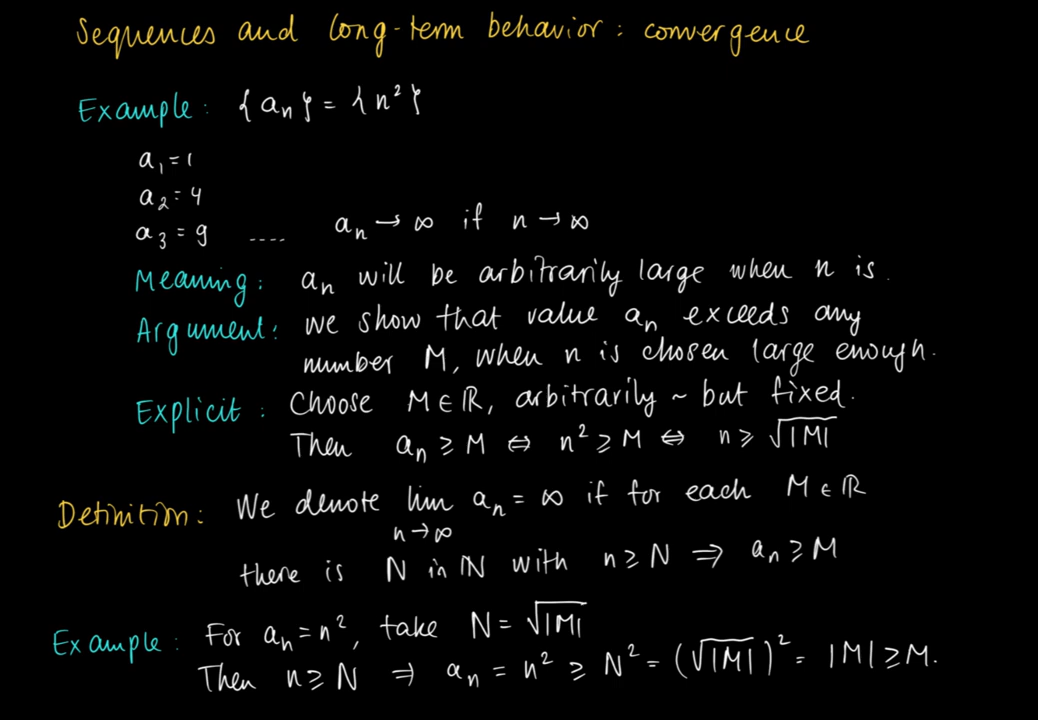 Sequences and long-term behavior: convergence
Example: {aₙ} = {n²}
a₁ = 1
a₂ = 4
a₃ = 9 .... aₙ → ∞ if n → ∞
Meaning: aₙ will be arbitrarily large when n is.
Argument: We show that value aₙ exceeds any
number M, when n is chosen large enough.
Explicit: Choose M ∈ ℝ, arbitrarily ~ but fixed.
Then aₙ ≥ M ⇔ n² ≥ M ⇔ n ≥ √|M|
Definition: We denote lim aₙ = ∞ if for each M ∈ ℝ
n → ∞
there is N in ℕ with n ≥ N ⇒ aₙ ≥ M
Example: For aₙ = n², take N = √|M|
Then n ≥ N ⇒ aₙ = n² ≥ N² = (√|M|)² = |M| ≥ M.